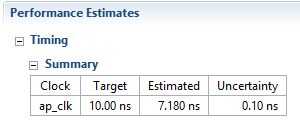 Performance Estimates
Timing
Summary
Clock Target Estimated Uncertainty
ap_clk 10.00 ns 7.180 ns 0.10 ns